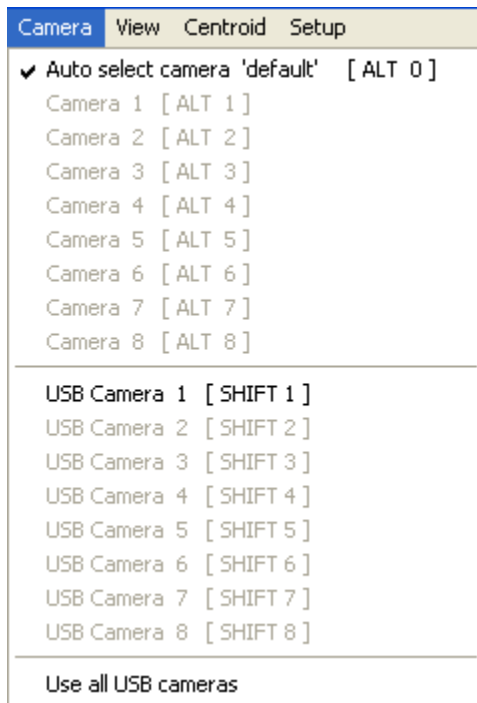 Camera View Centroid Setup
✔ Auto select camera 'default' [ ALT 0 ]
Camera 1 [ ALT 1 ]
Camera 2 [ ALT 2 ]
Camera 3 [ ALT 3 ]
Camera 4 [ ALT 4 ]
Camera 5 [ ALT 5 ]
Camera 6 [ ALT 6 ]
Camera 7 [ ALT 7 ]
Camera 8 [ ALT 8 ]
USB Camera 1 [ SHIFT 1 ]
USB Camera 2 [ SHIFT 2 ]
USB Camera 3 [ SHIFT 3 ]
USB Camera 4 [ SHIFT 4 ]
USB Camera 5 [ SHIFT 5 ]
USB Camera 6 [ SHIFT 6 ]
USB Camera 7 [ SHIFT 7 ]
USB Camera 8 [ SHIFT 8 ]
Use all USB cameras